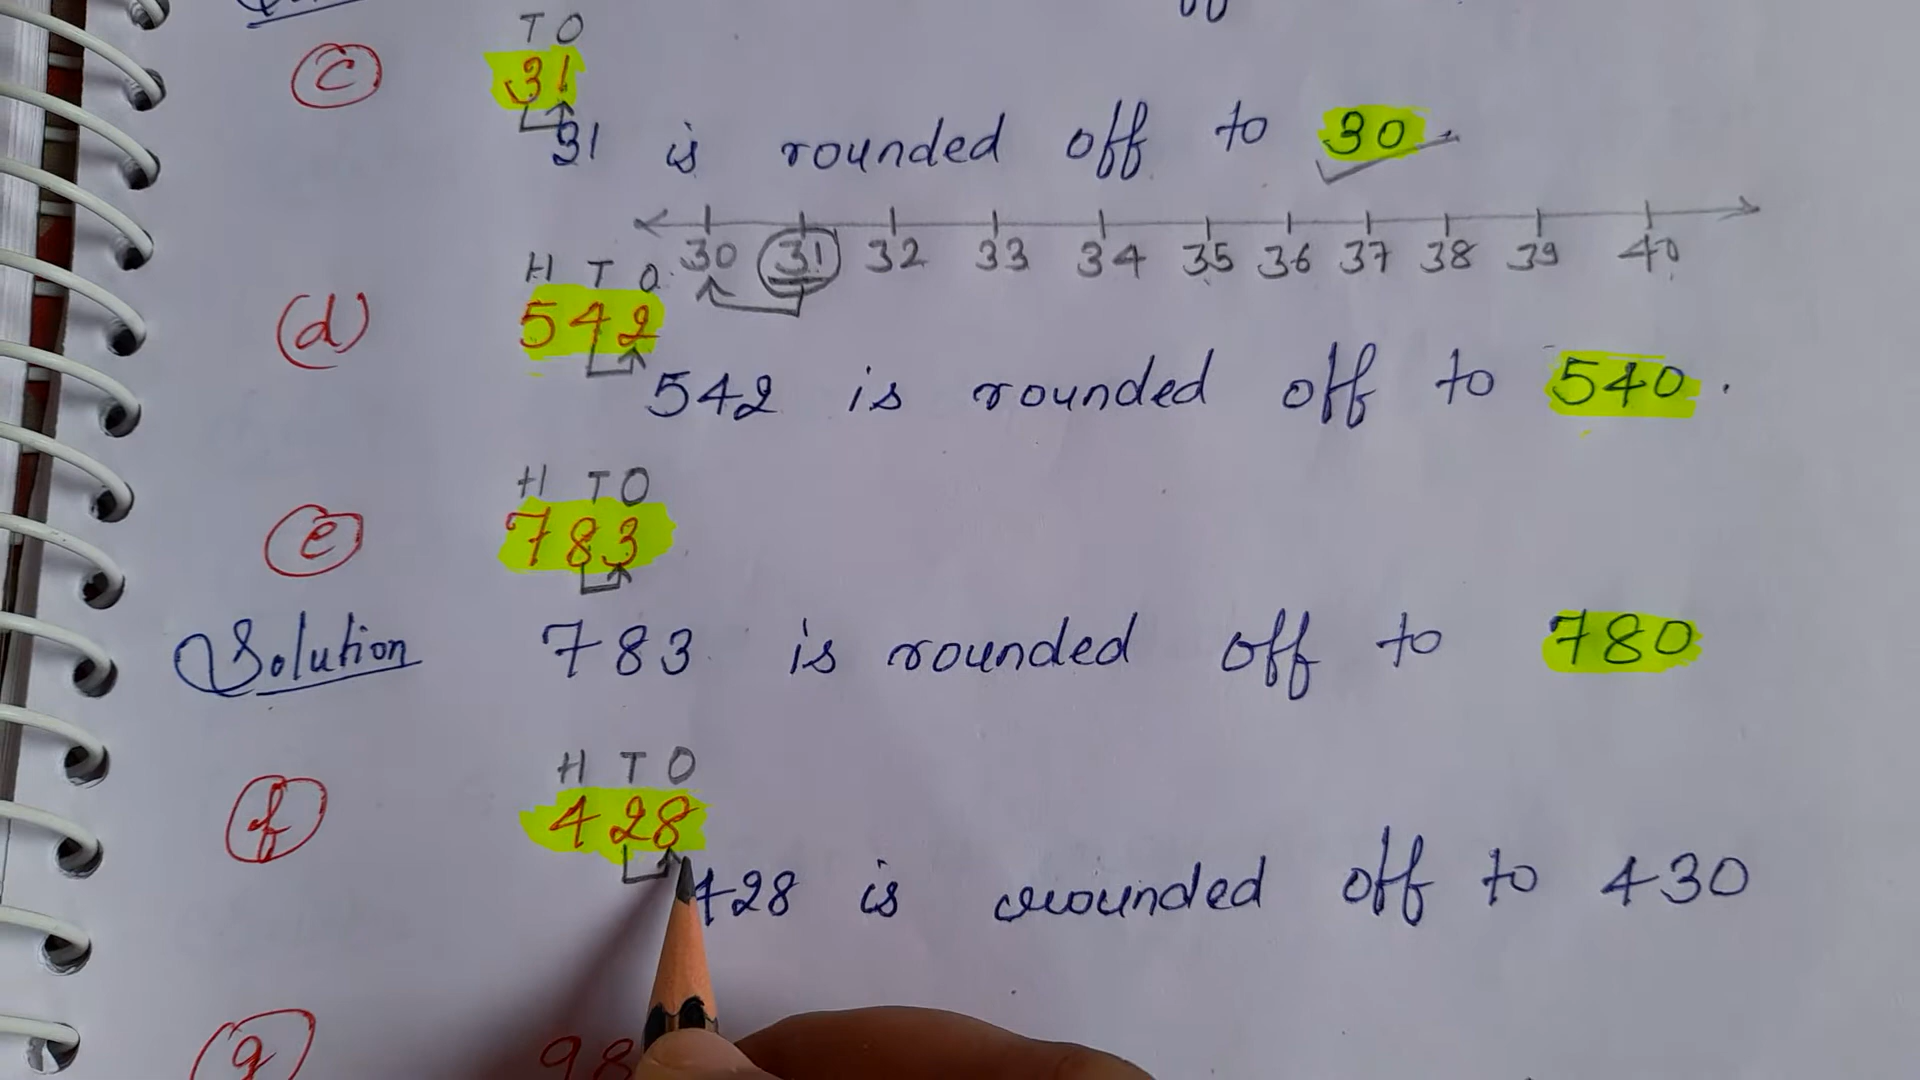 T O
(c) 31
31 is rounded off to 30.
30 31 32 33 34 35 36 37 38 39 40
H T O
(d) 542
542 is rounded off to 540.
H T O
(e) 783
Solution 783 is rounded off to 780
H T O
(f) 428
428 is rounded off to 430
(g) 98